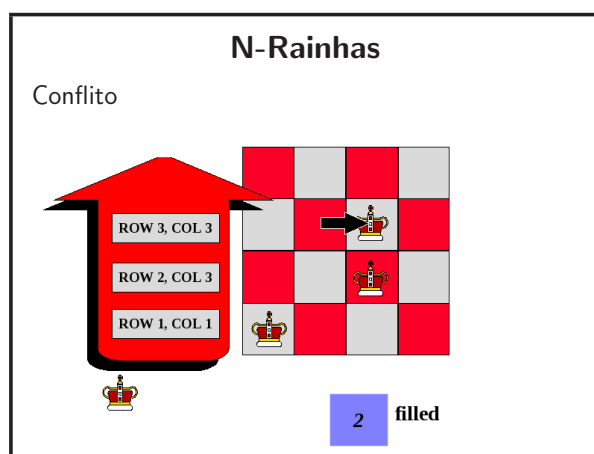 N-Rainhas
Conflito
ROW 3, COL 3
ROW 2, COL 3
ROW 1, COL 1
2 filled